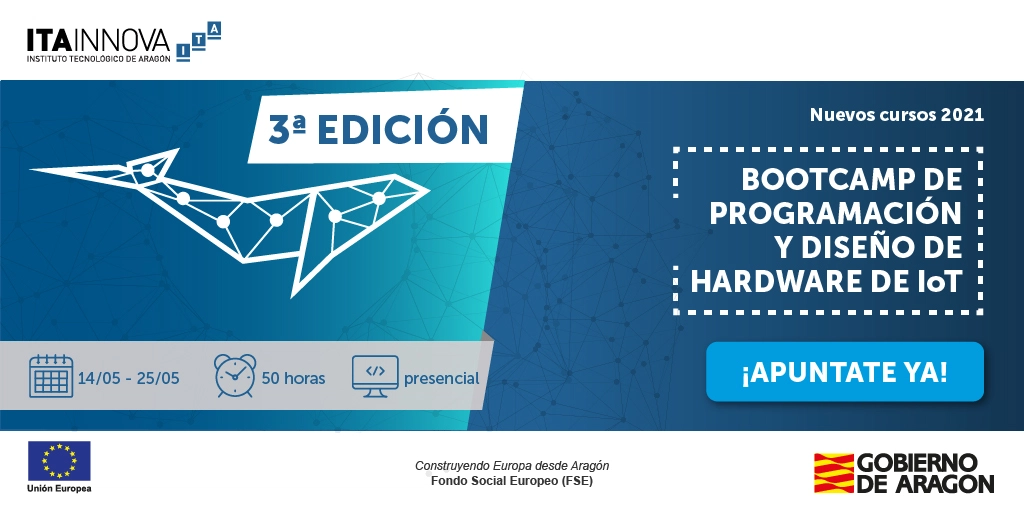 ITAINNOVA
INSTITUTO TECNOLÓGICO DE ARAGÓN
I T A
3ª EDICIÓN
Nuevos cursos 2021
BOOTCAMP DE
PROGRAMACIÓN
Y DISEÑO DE
HARDWARE DE IoT
14/05 - 25/05
50 horas
</>
presencial
¡APUNTATE YA!
Unión Europea
Construyendo Europa desde Aragón
Fondo Social Europeo (FSE)
GOBIERNO
DE ARAGON